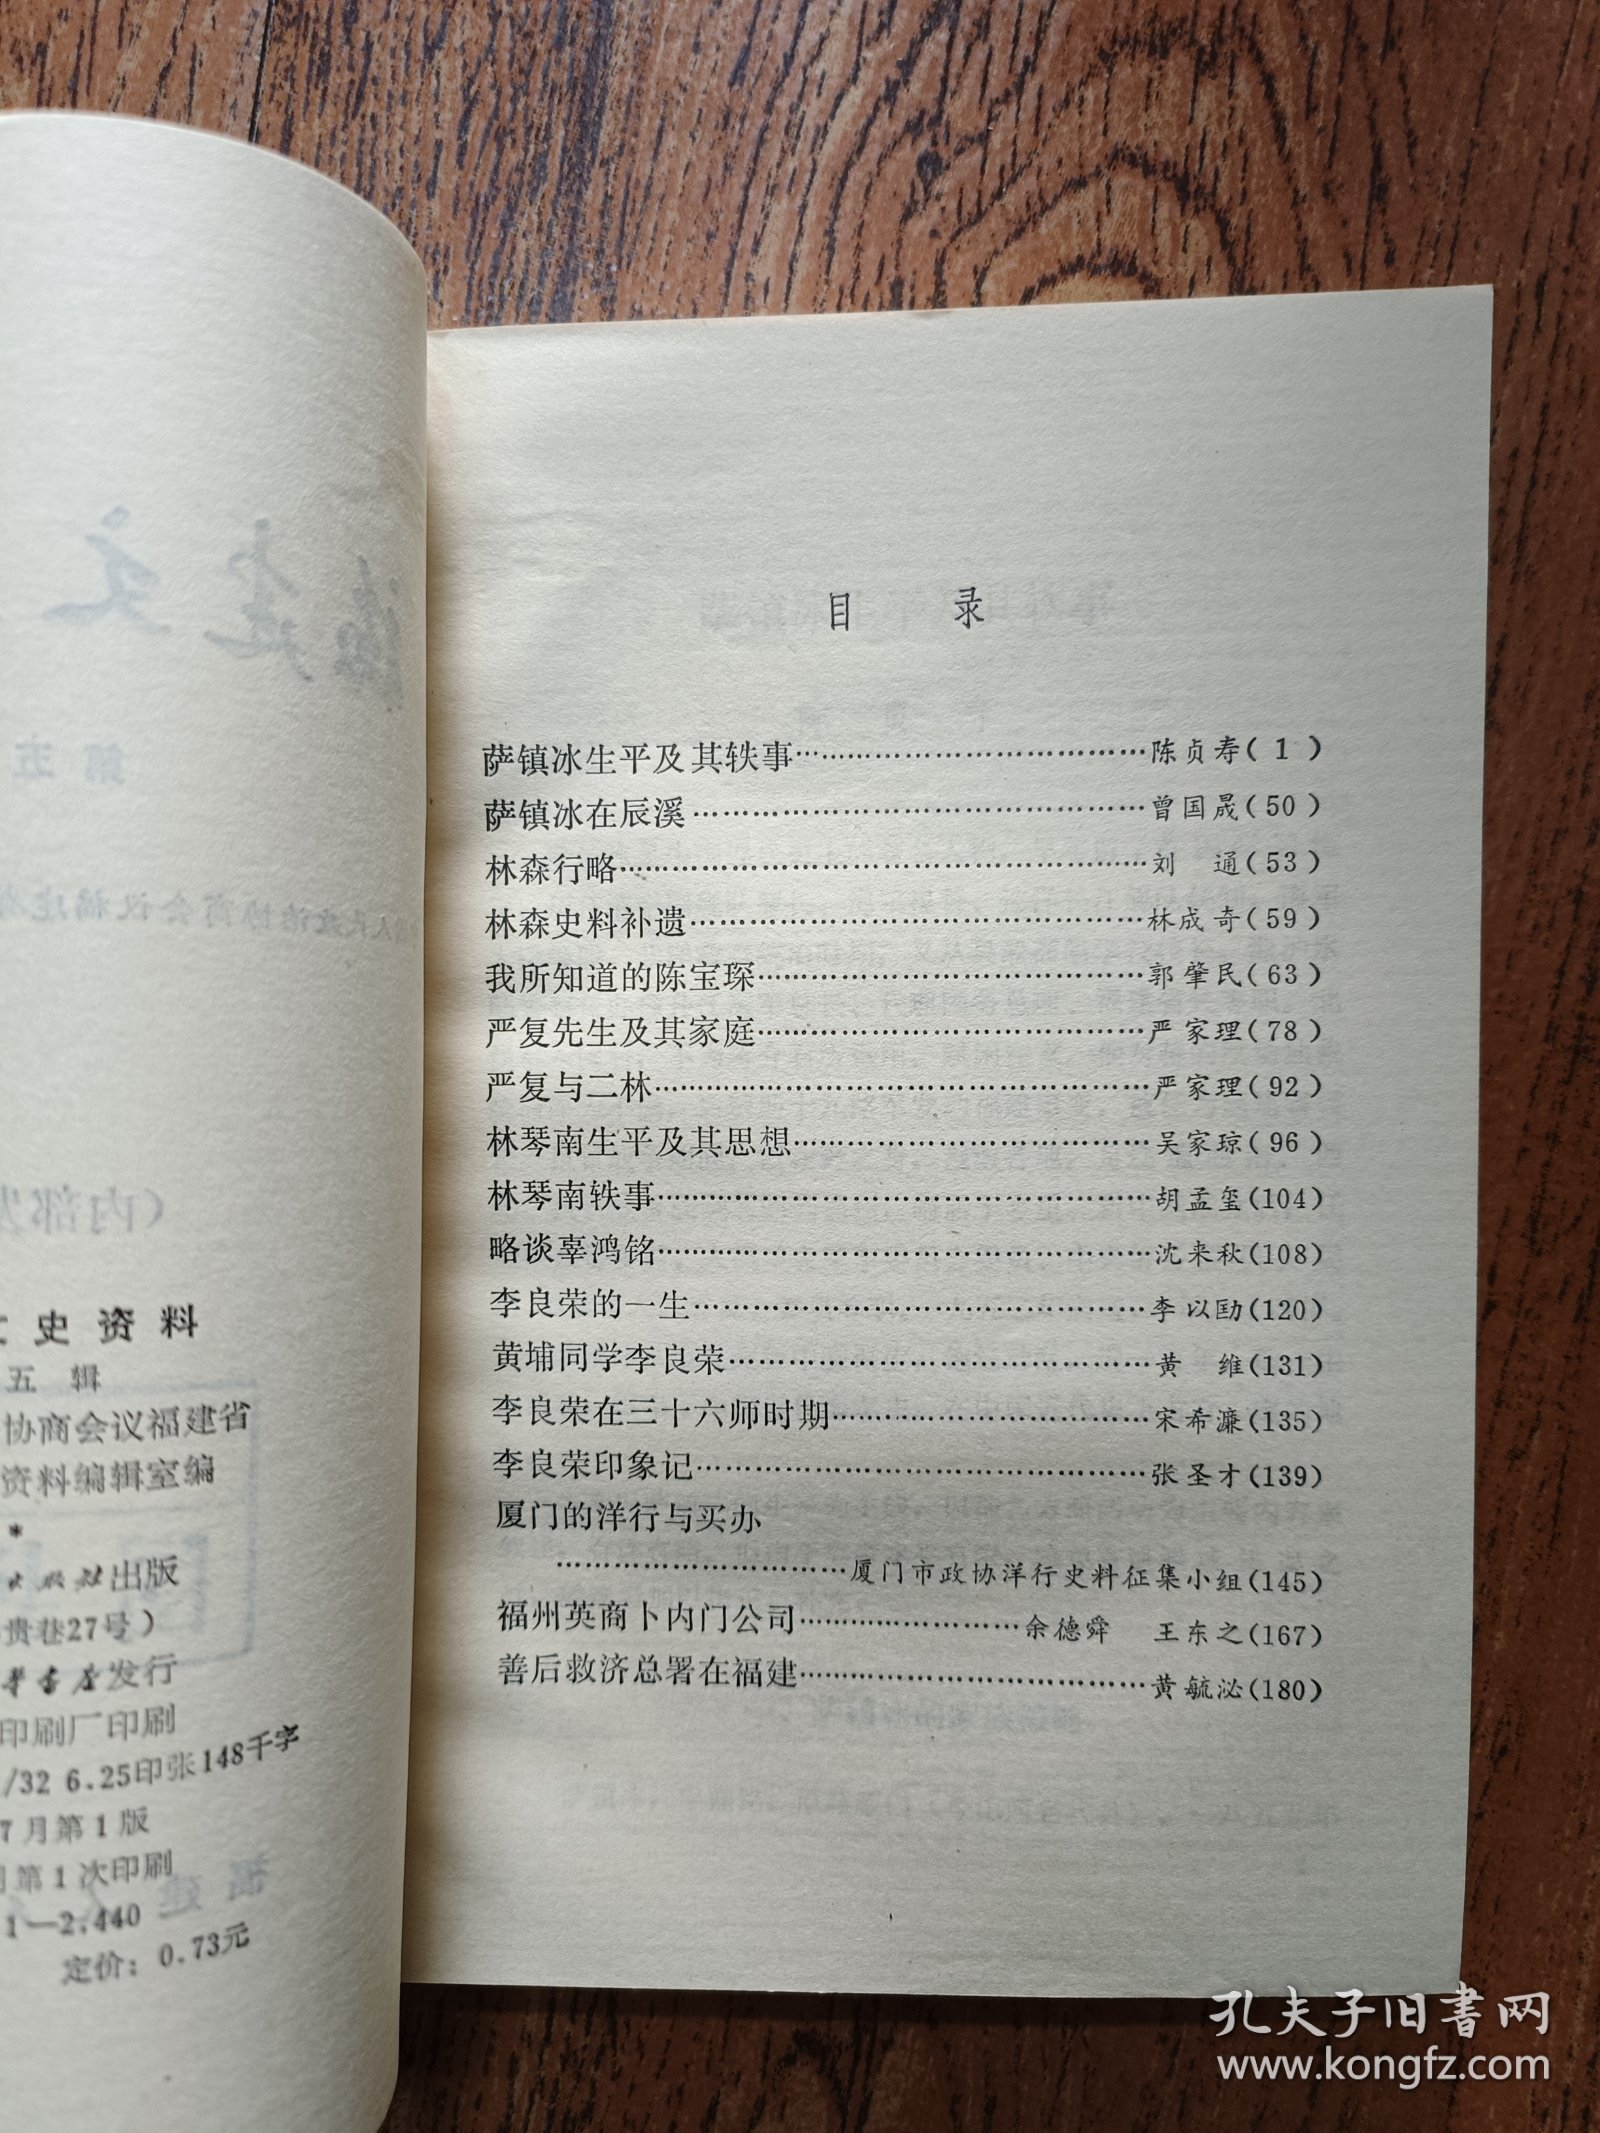 史资料
五辑
协商会议福建省
资料编辑室编
*
出版社出版
贵巷27号）
华书店发行
印刷厂印刷
/32 6.25印张148千字
7月第1版
第1次印刷
1—2.440
定价：0.73元
目 录
萨镇冰生平及其轶事……………………………陈贞寿（1）
萨镇冰在辰溪……………………………………曾国晟（50）
林森行略…………………………………………刘　通（53）
林森史料补遗……………………………………林成奇（59）
我所知道的陈宝琛………………………………郭肇民（63）
严复先生及其家庭………………………………严家理（78）
严复与二林………………………………………严家理（92）
林琴南生平及其思想……………………………吴家琼（96）
林琴南轶事………………………………………胡孟玺（104）
略谈辜鸿铭………………………………………沈来秋（108）
李良荣的一生……………………………………李以劻（120）
黄埔同学李良荣…………………………………黄　维（131）
李良荣在三十六师时期…………………………宋希濂（135）
李良荣印象记……………………………………张圣才（139）
厦门的洋行与买办
………………………厦门市政协洋行史料征集小组（145）
福州英商卜内门公司…………………余德舜　王东之（167）
善后救济总署在福建……………………………黄毓泌（180）
孔夫子旧书网
www.kongfz.com